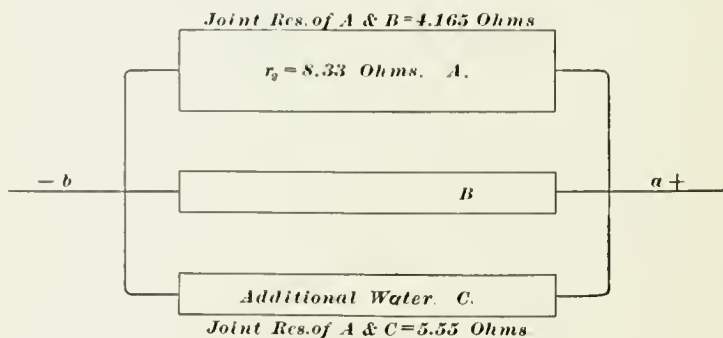 Joint Res. of A & B = 4.165 Ohms
r₂ = 8.33 Ohms. A.
− b
a +
B
Additional Water. C.
Joint Res. of A & C = 5.55 Ohms